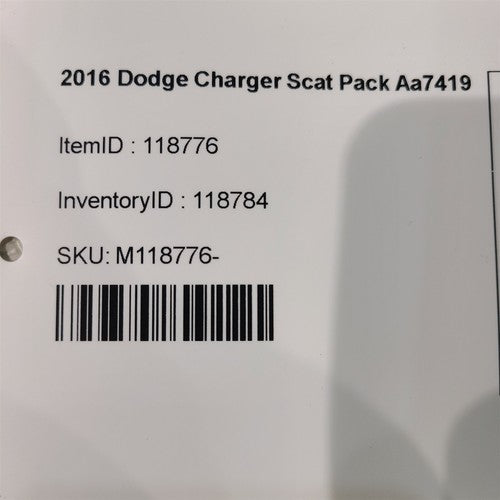 2016 Dodge Charger Scat Pack Aa7419
ItemID : 118776
InventoryID : 118784
SKU: M118776-